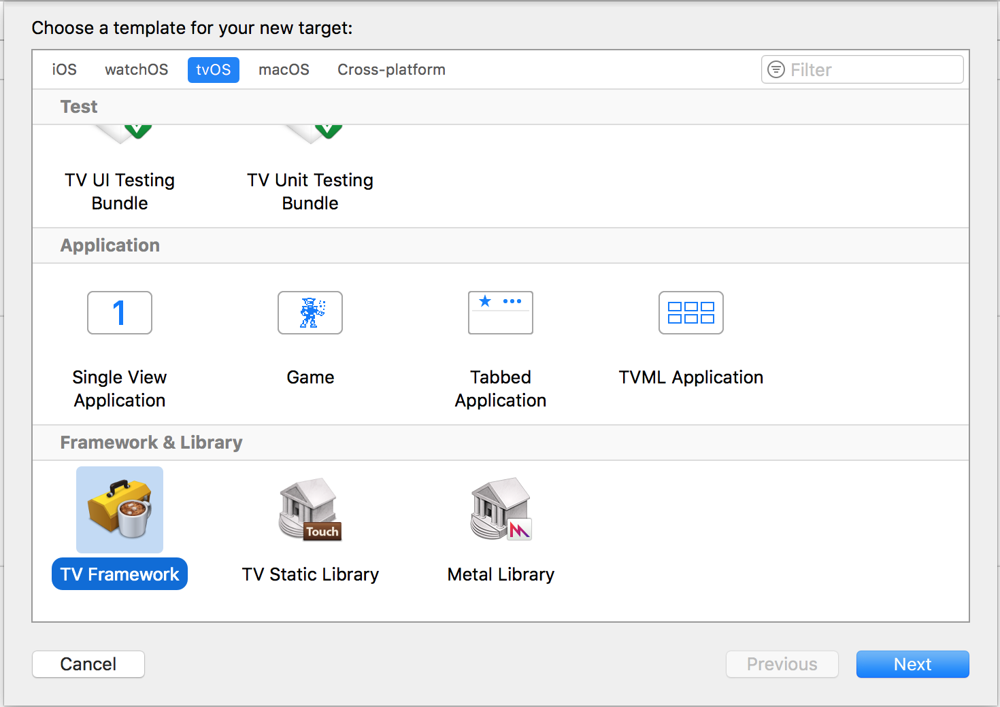 Choose a template for your new target:
iOS watchOS tvOS macOS Cross-platform Filter
Test
TV UI Testing Bundle
TV Unit Testing Bundle
Application
1
Single View Application
Game
Tabbed Application
TVML Application
Framework & Library
Touch
TV Framework
TV Static Library
Metal Library
Cancel Previous Next